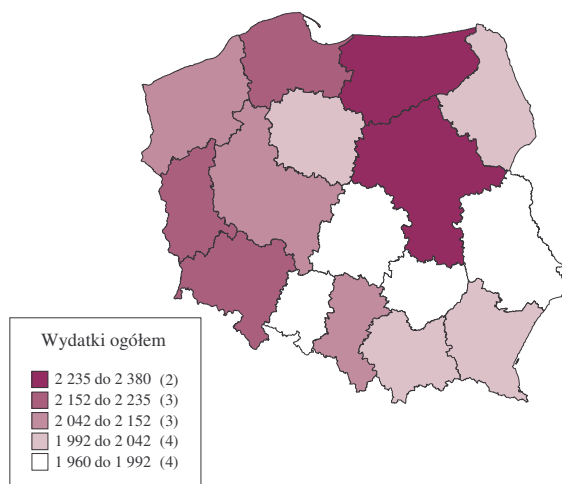 Wydatki ogółem
2 235 do 2 380 (2)
2 152 do 2 235 (3)
2 042 do 2 152 (3)
1 992 do 2 042 (4)
1 960 do 1 992 (4)